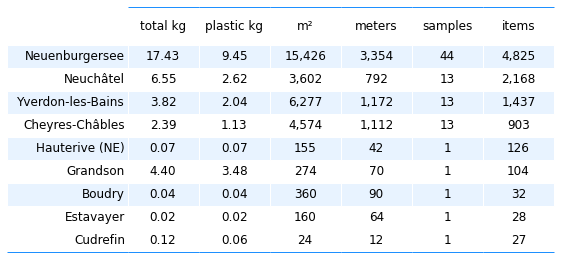 total kg plastic kg m² meters samples items
Neuenburgersee 17.43 9.45 15,426 3,354 44 4,825
Neuchâtel 6.55 2.62 3,602 792 13 2,168
Yverdon-les-Bains 3.82 2.04 6,277 1,172 13 1,437
Cheyres-Châbles 2.39 1.13 4,574 1,112 13 903
Hauterive (NE) 0.07 0.07 155 42 1 126
Grandson 4.40 3.48 274 70 1 104
Boudry 0.04 0.04 360 90 1 32
Estavayer 0.02 0.02 160 64 1 28
Cudrefin 0.12 0.06 24 12 1 27